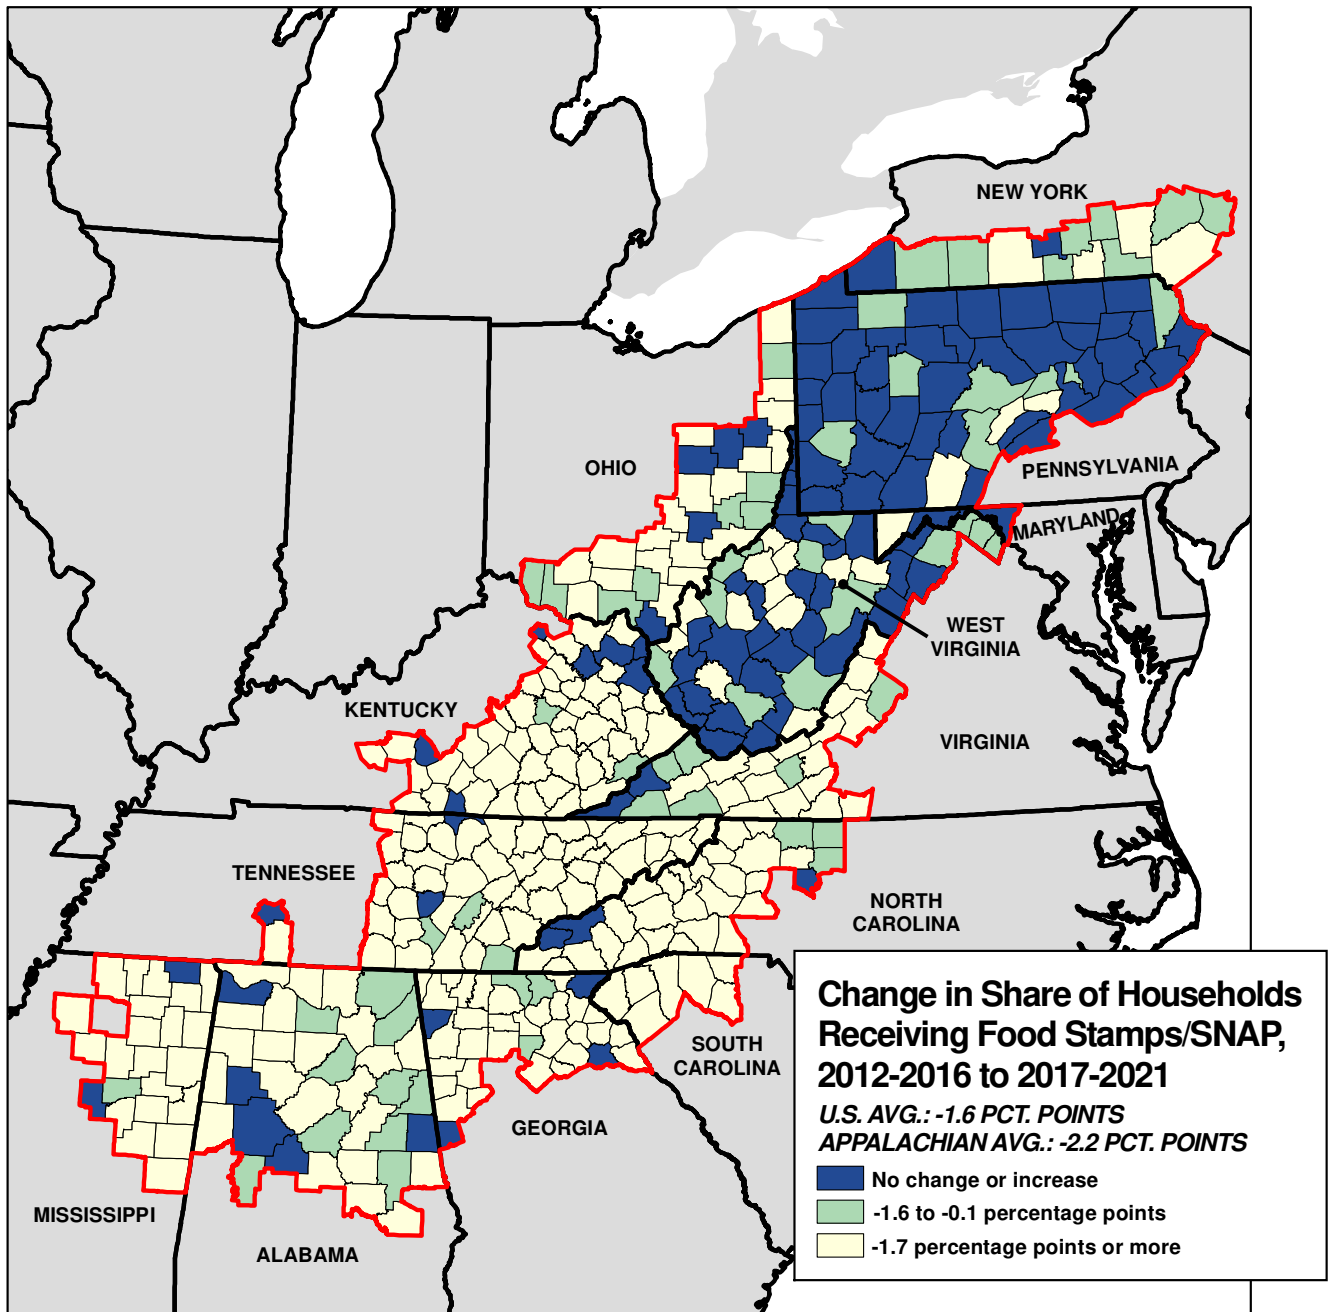 NEW YORK
OHIO
PENNSYLVANIA
MARYLAND
WEST
VIRGINIA
KENTUCKY
VIRGINIA
TENNESSEE
NORTH
CAROLINA
SOUTH
CAROLINA
GEORGIA
MISSISSIPPI
ALABAMA
Change in Share of Households
Receiving Food Stamps/SNAP,
2012-2016 to 2017-2021
U.S. AVG.: -1.6 PCT. POINTS
APPALACHIAN AVG.: -2.2 PCT. POINTS
No change or increase
-1.6 to -0.1 percentage points
-1.7 percentage points or more